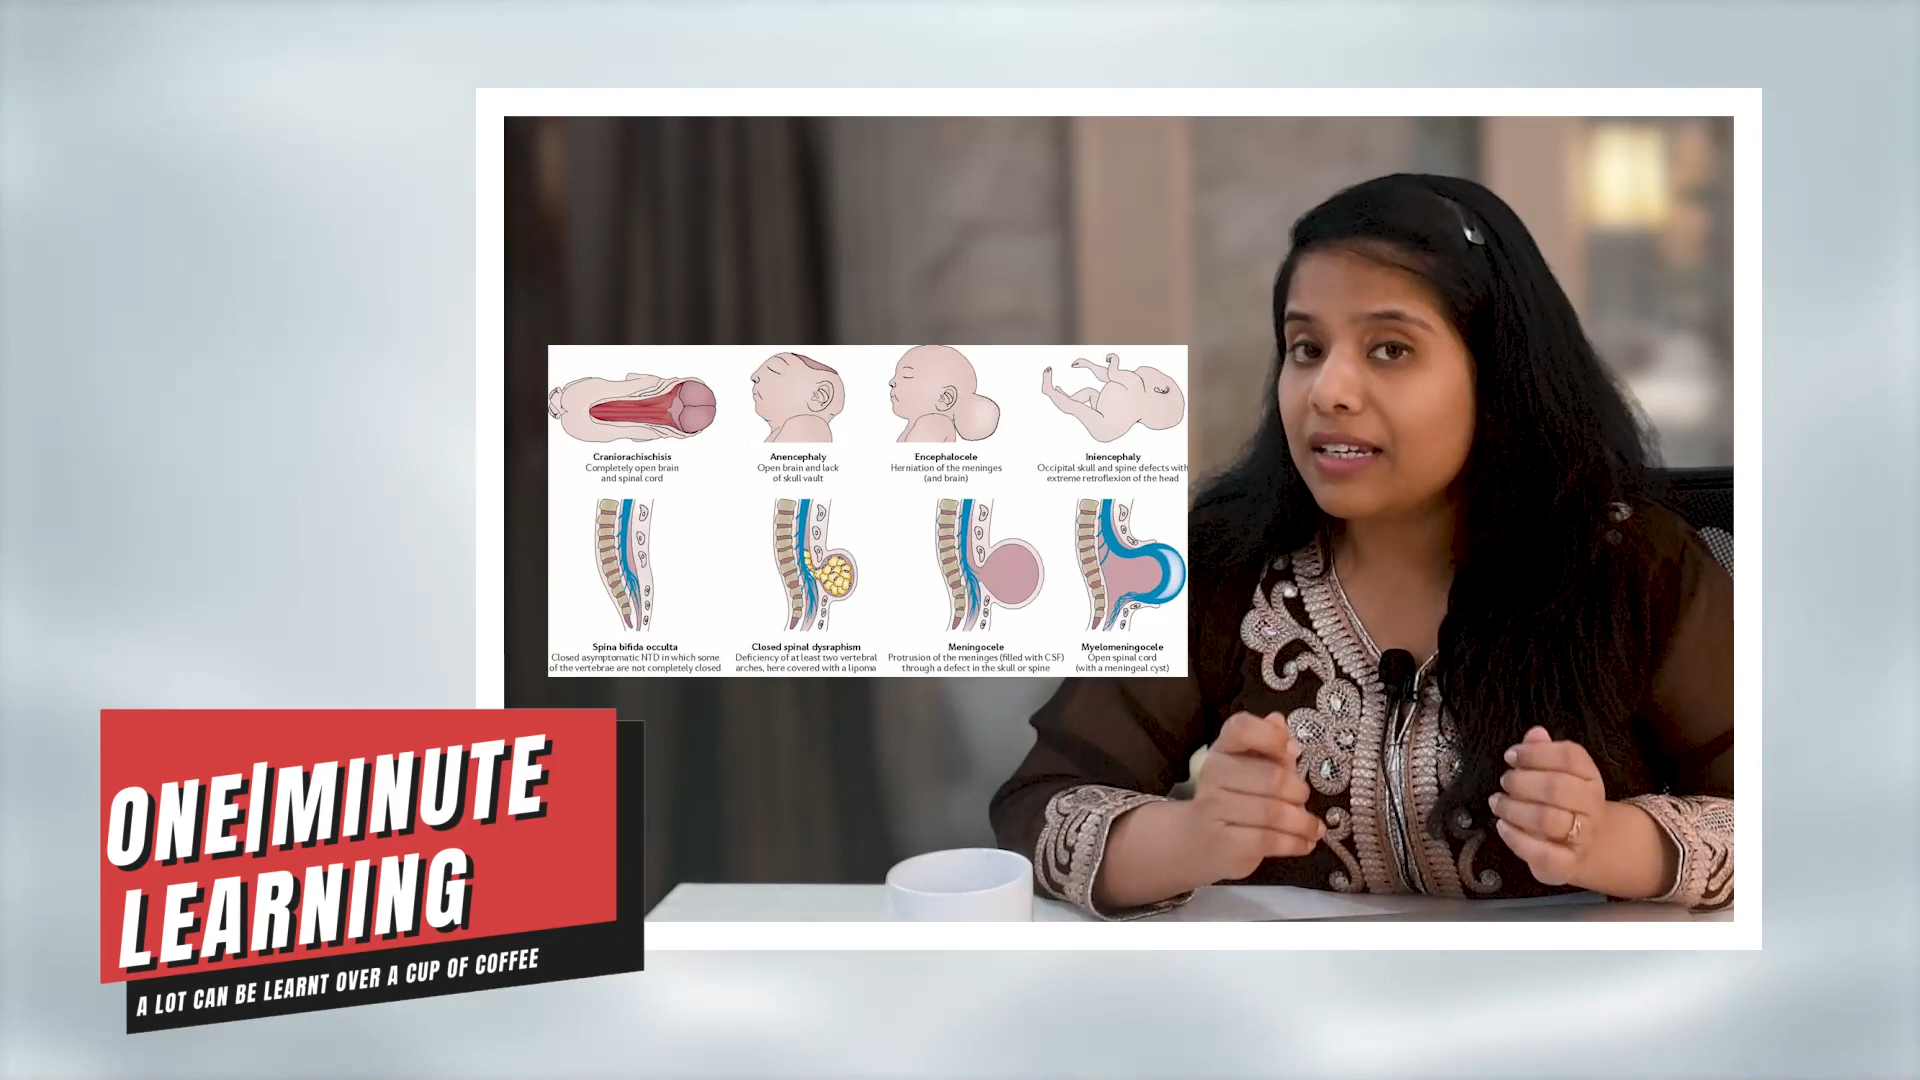 Craniorachischisis
Completely open brain
and spinal cord
Anencephaly
Open brain and lack
of skull vault
Encephalocele
Herniation of the meninges
(and brain)
Iniencephaly
Occipital skull and spine defects with
extreme retroflexion of the head
Spina bifida occulta
Closed asymptomatic NTD in which some
of the vertebrae are not completely closed
Closed spinal dysraphism
Deficiency of at least two vertebral
arches, here covered with a lipoma
Meningocele
Protrusion of the meninges (filled with CSF)
through a defect in the skull or spine
Myelomeningocele
Open spinal cord
(with a meningeal cyst)
ONE|MINUTE
LEARNING
A LOT CAN BE LEARNT OVER A CUP OF COFFEE